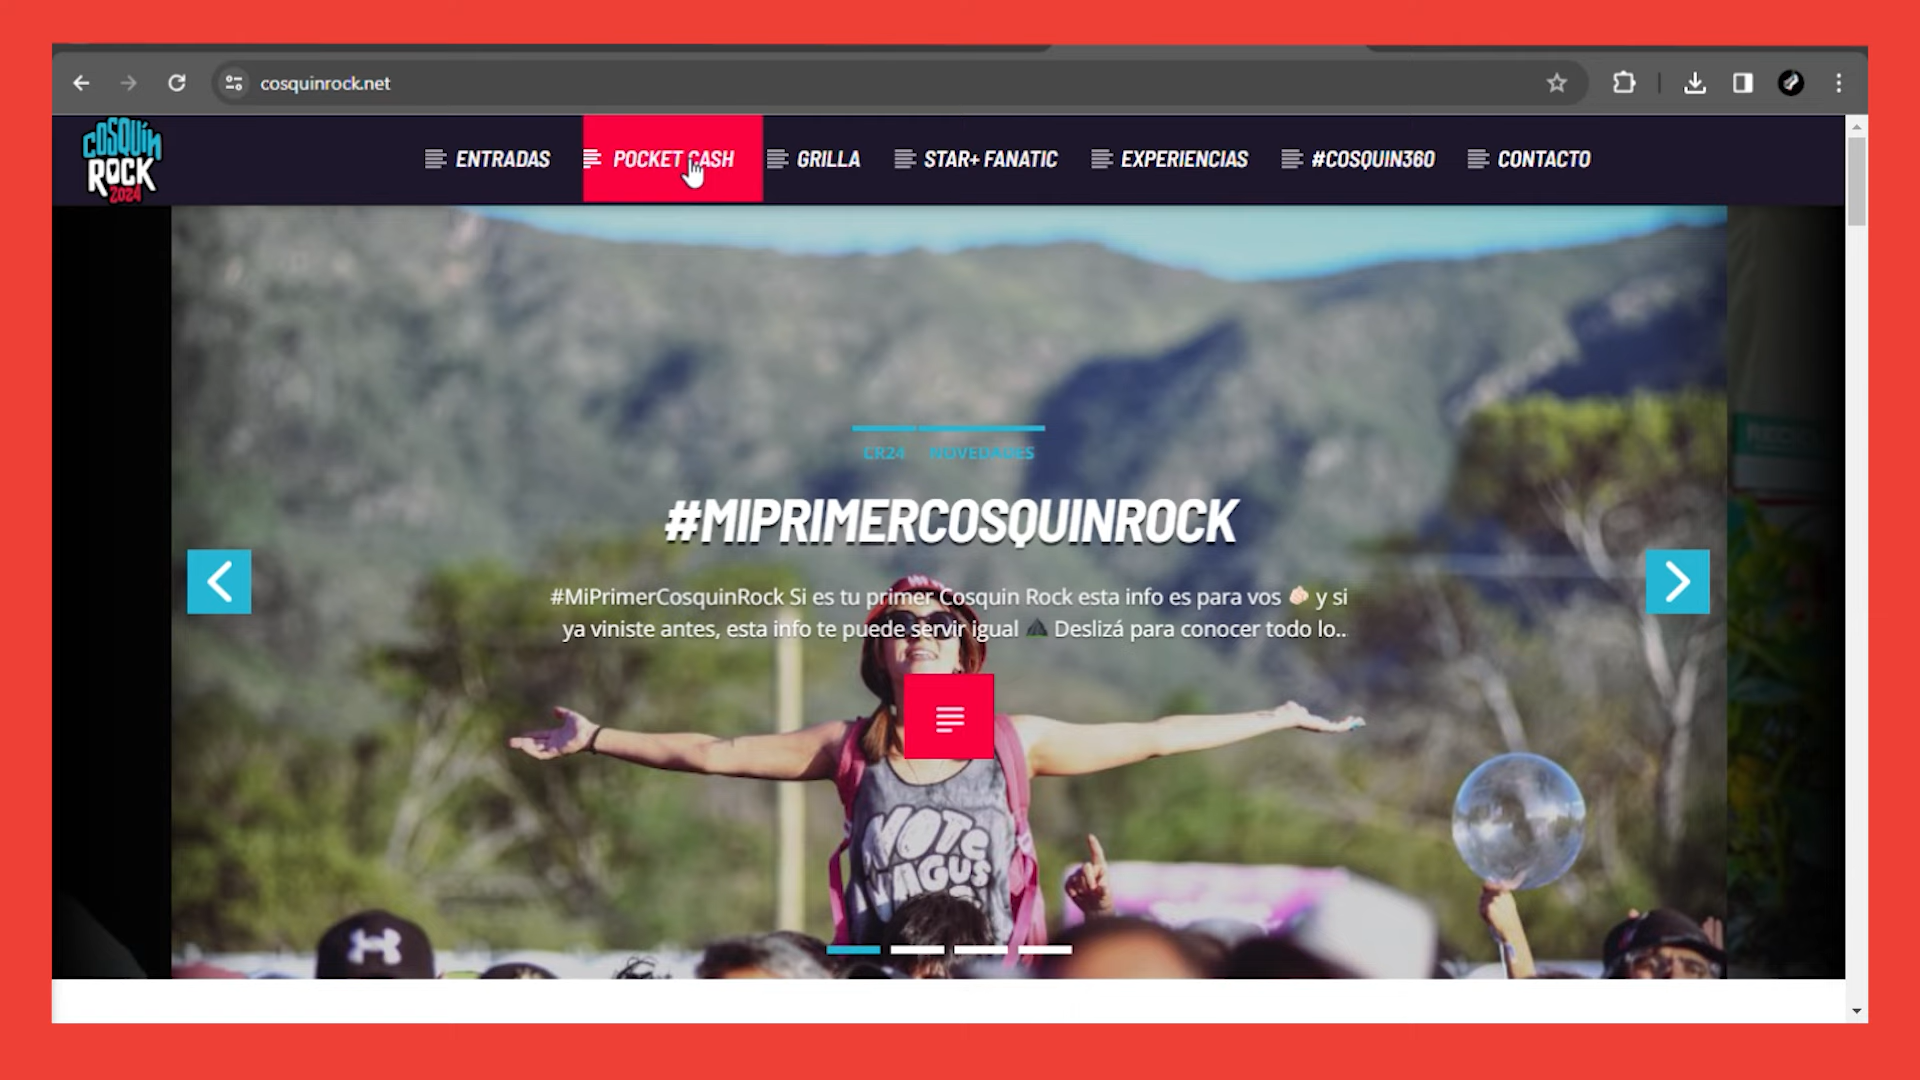 cosquinrock.net
COSQUÍN
ROCK
2024
ENTRADAS
POCKET CASH
GRILLA
STAR+ FANATIC
EXPERIENCIAS
#COSQUIN360
CONTACTO
CR24 NOVEDADES
#MIPRIMERCOSQUINROCK
#MiPrimerCosquinRock Si es tu primer Cosquin Rock esta info es para vos 👊🏻 y si
ya viniste antes, esta info te puede servir igual ⛰ Deslizá para conocer todo lo..